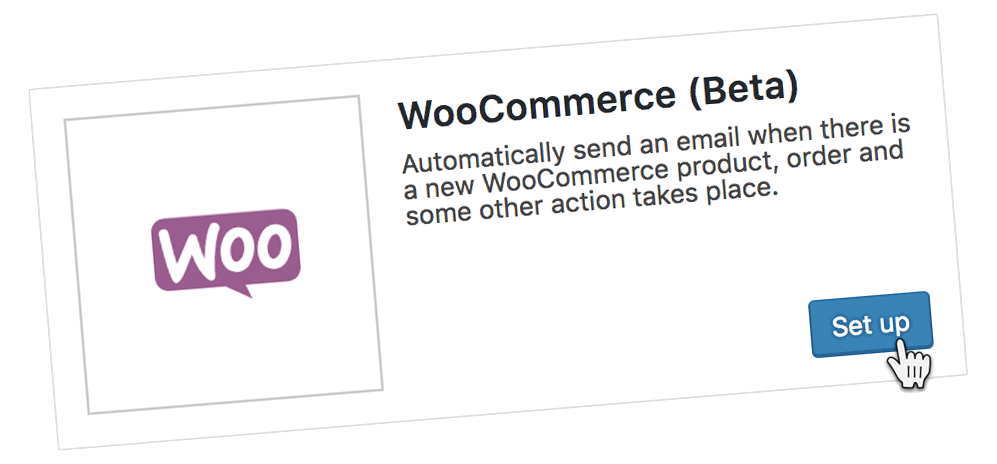 WooCommerce (Beta)
Automatically send an email when there is
a new WooCommerce product, order and
some other action takes place.
WOO
Set up